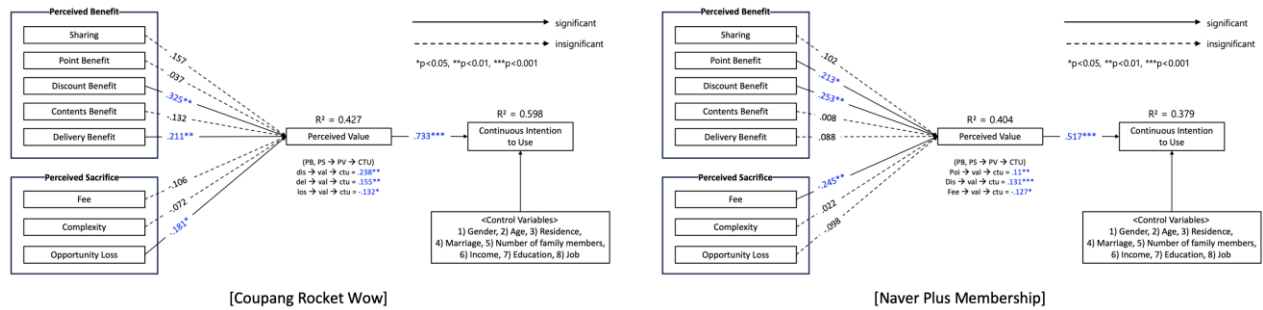 Perceived Benefit
Sharing
Point Benefit
Discount Benefit
Contents Benefit
Delivery Benefit
.157
.037
.325**
-.132
.211**
significant
insignificant
*p<0.05, **p<0.01, ***p<0.001
R² = 0.427
Perceived Value
.733***
R² = 0.598
Continuous Intention
to Use
(PB, PS → PV → CTU)
dis → val → ctu = .238**
del → val → ctu = .155**
los → val → ctu = -.132*
Perceived Sacrifice
Fee
Complexity
Opportunity Loss
-.106
-.072
-.181*
<Control Variables>
1) Gender, 2) Age, 3) Residence,
4) Marriage, 5) Number of family members,
6) Income, 7) Education, 8) Job
[Coupang Rocket Wow]
Perceived Benefit
Sharing
Point Benefit
Discount Benefit
Contents Benefit
Delivery Benefit
.102
.213*
.253**
.008
.088
significant
insignificant
*p<0.05, **p<0.01, ***p<0.001
R² = 0.404
Perceived Value
.517***
R² = 0.379
Continuous Intention
to Use
(PB, PS → PV → CTU)
Poi → val → ctu = .11**
Dis → val → ctu = .131***
Fee → val → ctu = -.127*
Perceived Sacrifice
Fee
Complexity
Opportunity Loss
-.245**
.022
-.098
<Control Variables>
1) Gender, 2) Age, 3) Residence,
4) Marriage, 5) Number of family members,
6) Income, 7) Education, 8) Job
[Naver Plus Membership]